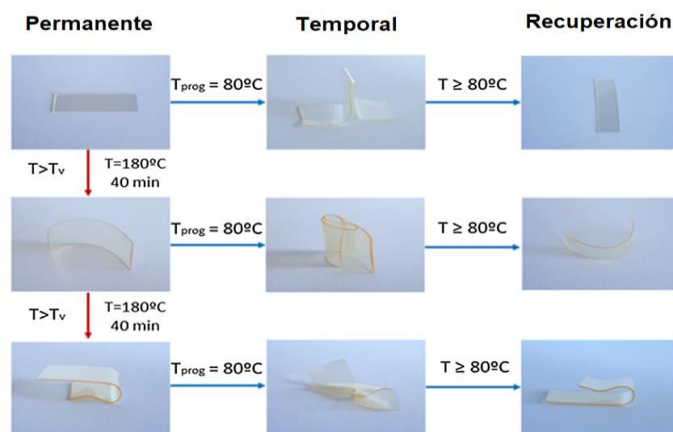 Permanente Temporal Recuperación
Tprog = 80ºC T ≥ 80ºC
T>Tv T=180ºC
40 min
Tprog = 80ºC T ≥ 80ºC
T>Tv T=180ºC
40 min
Tprog = 80ºC T ≥ 80ºC